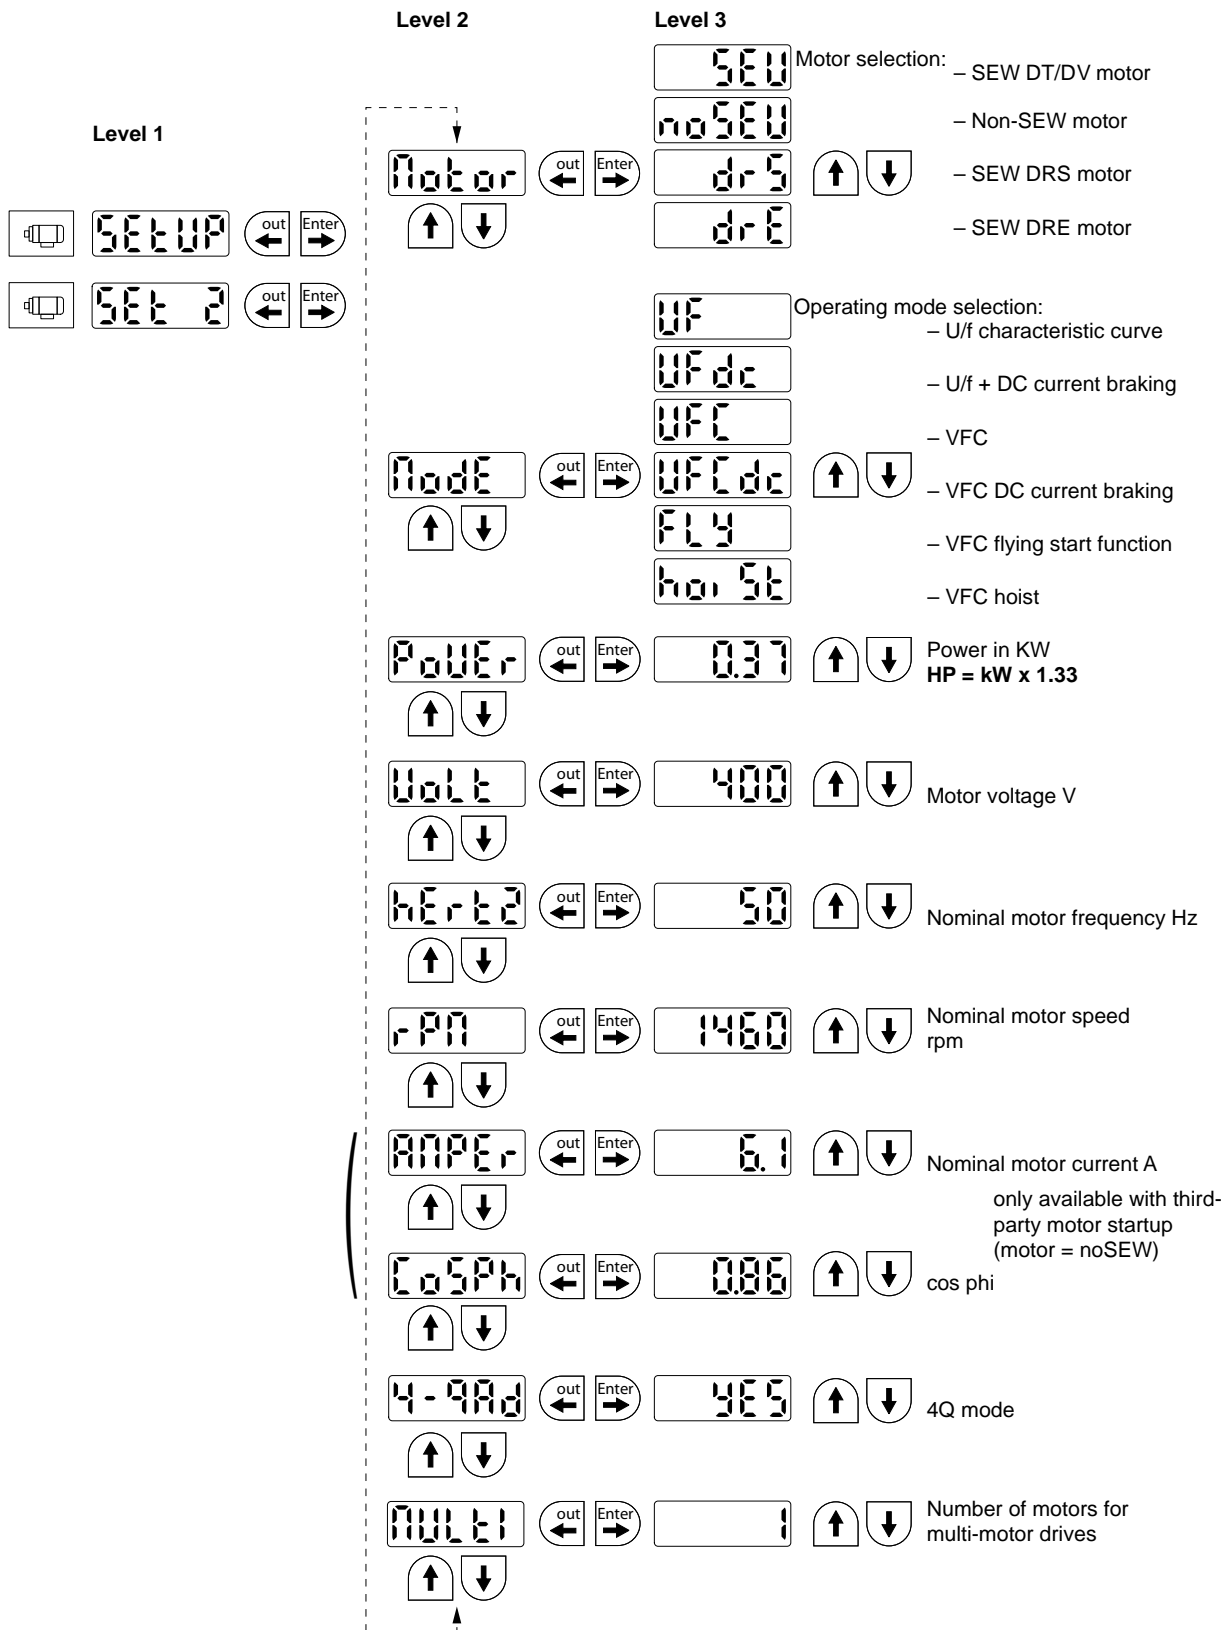 Level 2 Level 3
SEW Motor selection:
– SEW DT/DV motor
Level 1
noSEW – Non-SEW motor
Motor out Enter drS – SEW DRS motor
SEtUP out Enter drE – SEW DRE motor
SEt 2 out Enter
UF Operating mode selection:
– U/f characteristic curve
UFdc – U/f + DC current braking
UFC – VFC
ModE out Enter UFCdc – VFC DC current braking
FLY – VFC flying start function
hoiSt – VFC hoist
PoWEr out Enter 0.37 Power in KW
HP = kW x 1.33
VoLt out Enter 400 Motor voltage V
hErtz out Enter 50 Nominal motor frequency Hz
rPM out Enter 1460 Nominal motor speed
rpm
AMPEr out Enter 6.1 Nominal motor current A
only available with third-
party motor startup
(motor = noSEW)
CoSPh out Enter 0.86 cos phi
4-qAd out Enter YES 4Q mode
MULtI out Enter 1 Number of motors for
multi-motor drives